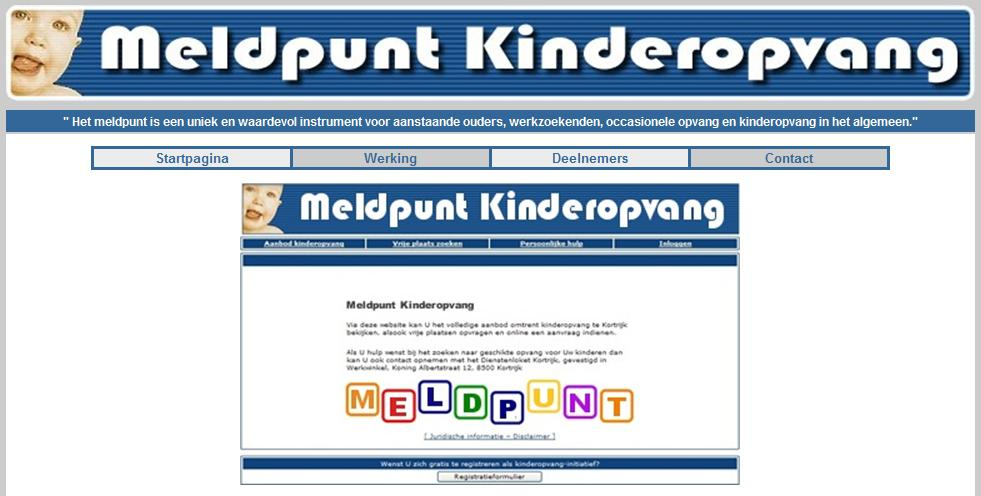 Meldpunt Kinderopvang
" Het meldpunt is een uniek en waardevol instrument voor aanstaande ouders, werkzoekenden, occasionele opvang en kinderopvang in het algemeen."
Startpagina Werking Deelnemers Contact
Meldpunt Kinderopvang
Aanbod kinderopvang Vrije plaats zoeken Persoonlijke hulp Inloggen
Meldpunt Kinderopvang
Via deze website kan U het volledige aanbod omtrent kinderopvang te Kortrijk
bekijken, alsook vrije plaatsen opvragen en online een aanvraag indienen.
Als U hulp wenst bij het zoeken naar geschikte opvang voor Uw kinderen dan
kan U ook contact opnemen met het Dienstenloket Kortrijk, gevestigd in
Werkwinkel, Koning Albertstraat 12, 8500 Kortrijk
MELDPUNT
[ Juridische informatie - Disclaimer ]
Wenst U zich gratis te registreren als kinderopvang-initiatief?
Registratieformulier